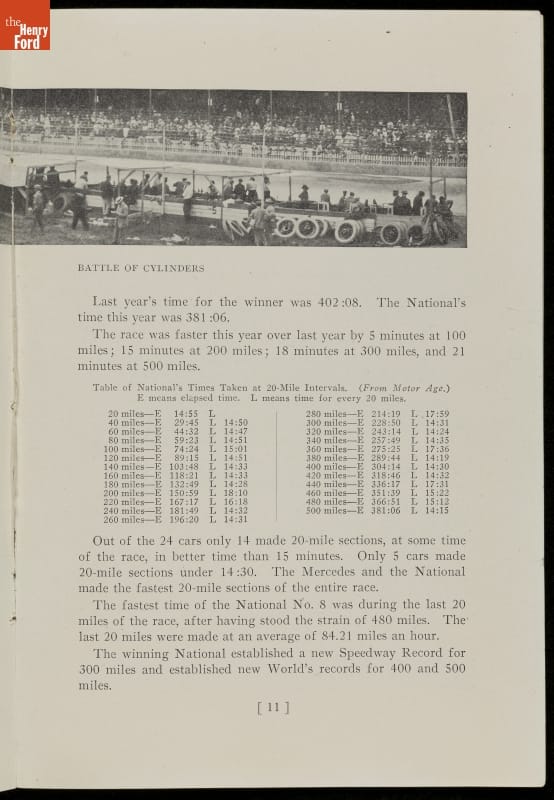 the
Henry
Ford
BATTLE OF CYLINDERS
Last year's time for the winner was 402:08. The National's
time this year was 381:06.
The race was faster this year over last year by 5 minutes at 100
miles; 15 minutes at 200 miles; 18 minutes at 300 miles, and 21
minutes at 500 miles.
Table of National's Times Taken at 20-Mile Intervals. (From Motor Age.)
E means elapsed time. L means time for every 20 miles.
20 miles—E 14:55 L
40 miles—E 29:45 L 14:50
60 miles—E 44:32 L 14:47
80 miles—E 59:23 L 14:51
100 miles—E 74:24 L 15:01
120 miles—E 89:15 L 14:51
140 miles—E 103:48 L 14:33
160 miles—E 118:21 L 14:33
180 miles—E 132:49 L 14:28
200 miles—E 150:59 L 18:10
220 miles—E 167:17 L 16:18
240 miles—E 181:49 L 14:32
260 miles—E 196:20 L 14:31
280 miles—E 214:19 L 17:59
300 miles—E 228:50 L 14:31
320 miles—E 243:14 L 14:24
340 miles—E 257:49 L 14:35
360 miles—E 275:25 L 17:36
380 miles—E 289:44 L 14:19
400 miles—E 304:14 L 14:30
420 miles—E 318:46 L 14:32
440 miles—E 336:17 L 17:31
460 miles—E 351:39 L 15:22
480 miles—E 366:51 L 15:12
500 miles—E 381:06 L 14:15
Out of the 24 cars only 14 made 20-mile sections, at some time
of the race, in better time than 15 minutes. Only 5 cars made
20-mile sections under 14:30. The Mercedes and the National
made the fastest 20-mile sections of the entire race.
The fastest time of the National No. 8 was during the last 20
miles of the race, after having stood the strain of 480 miles. The
last 20 miles were made at an average of 84.21 miles an hour.
The winning National established a new Speedway Record for
300 miles and established new World's records for 400 and 500
miles.
[ 11 ]